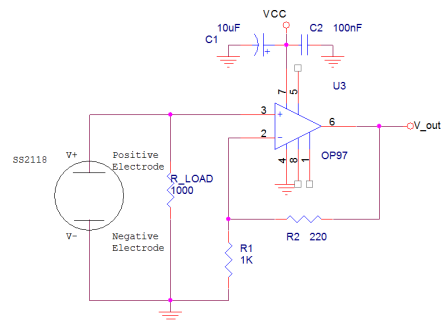 VCC
10uF
C1
C2
100nF
U3
7
5
3
+
2
-
6
V_out
4
8
1
OP97
SS2118
V+
Positive
Electrode
R_LOAD
1000
V-
Negative
Electrode
R1
1K
R2 220
+